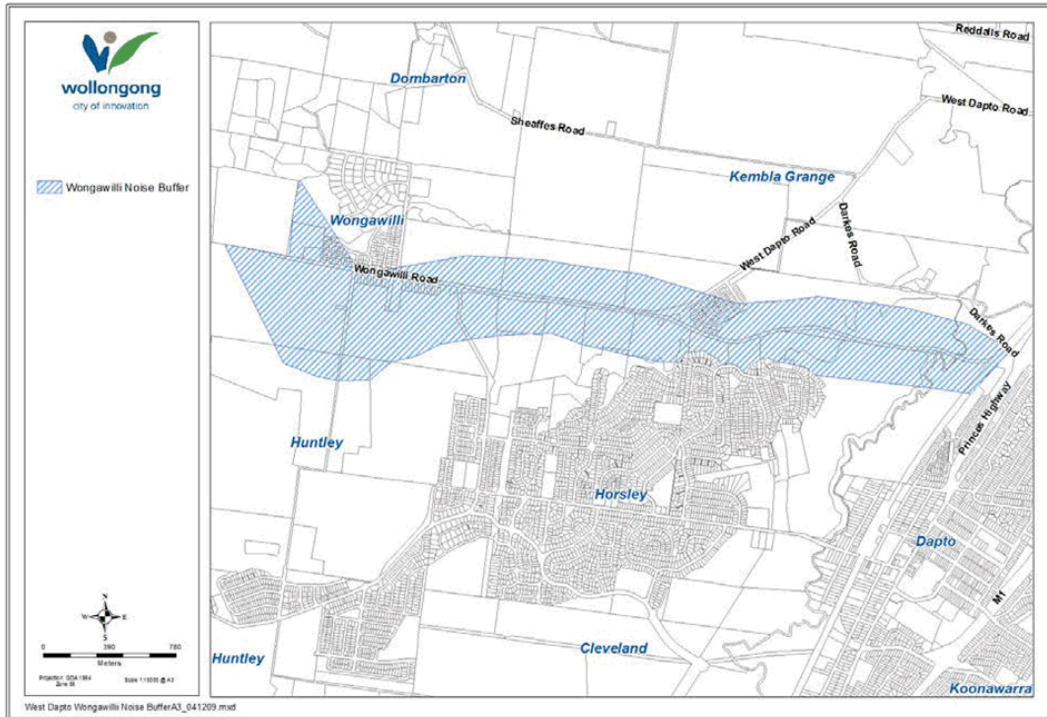 wollongong
city of innovation
Wongawilli Noise Buffer
Reddalls Road
Dombarton
West Dapto Road
Sheaffes Road
Kembla Grange
Wongawilli
Darkes Road
West Dapto Road
Wongawilli Road
Darkes Road
Princes Highway
Huntley
Horsley
Dapto
M1
Cleveland
Huntley
Koonawarra
N
W E
S
0 390 780
Meters
West Dapto Wongawilli Noise BufferA3_041209.mxd